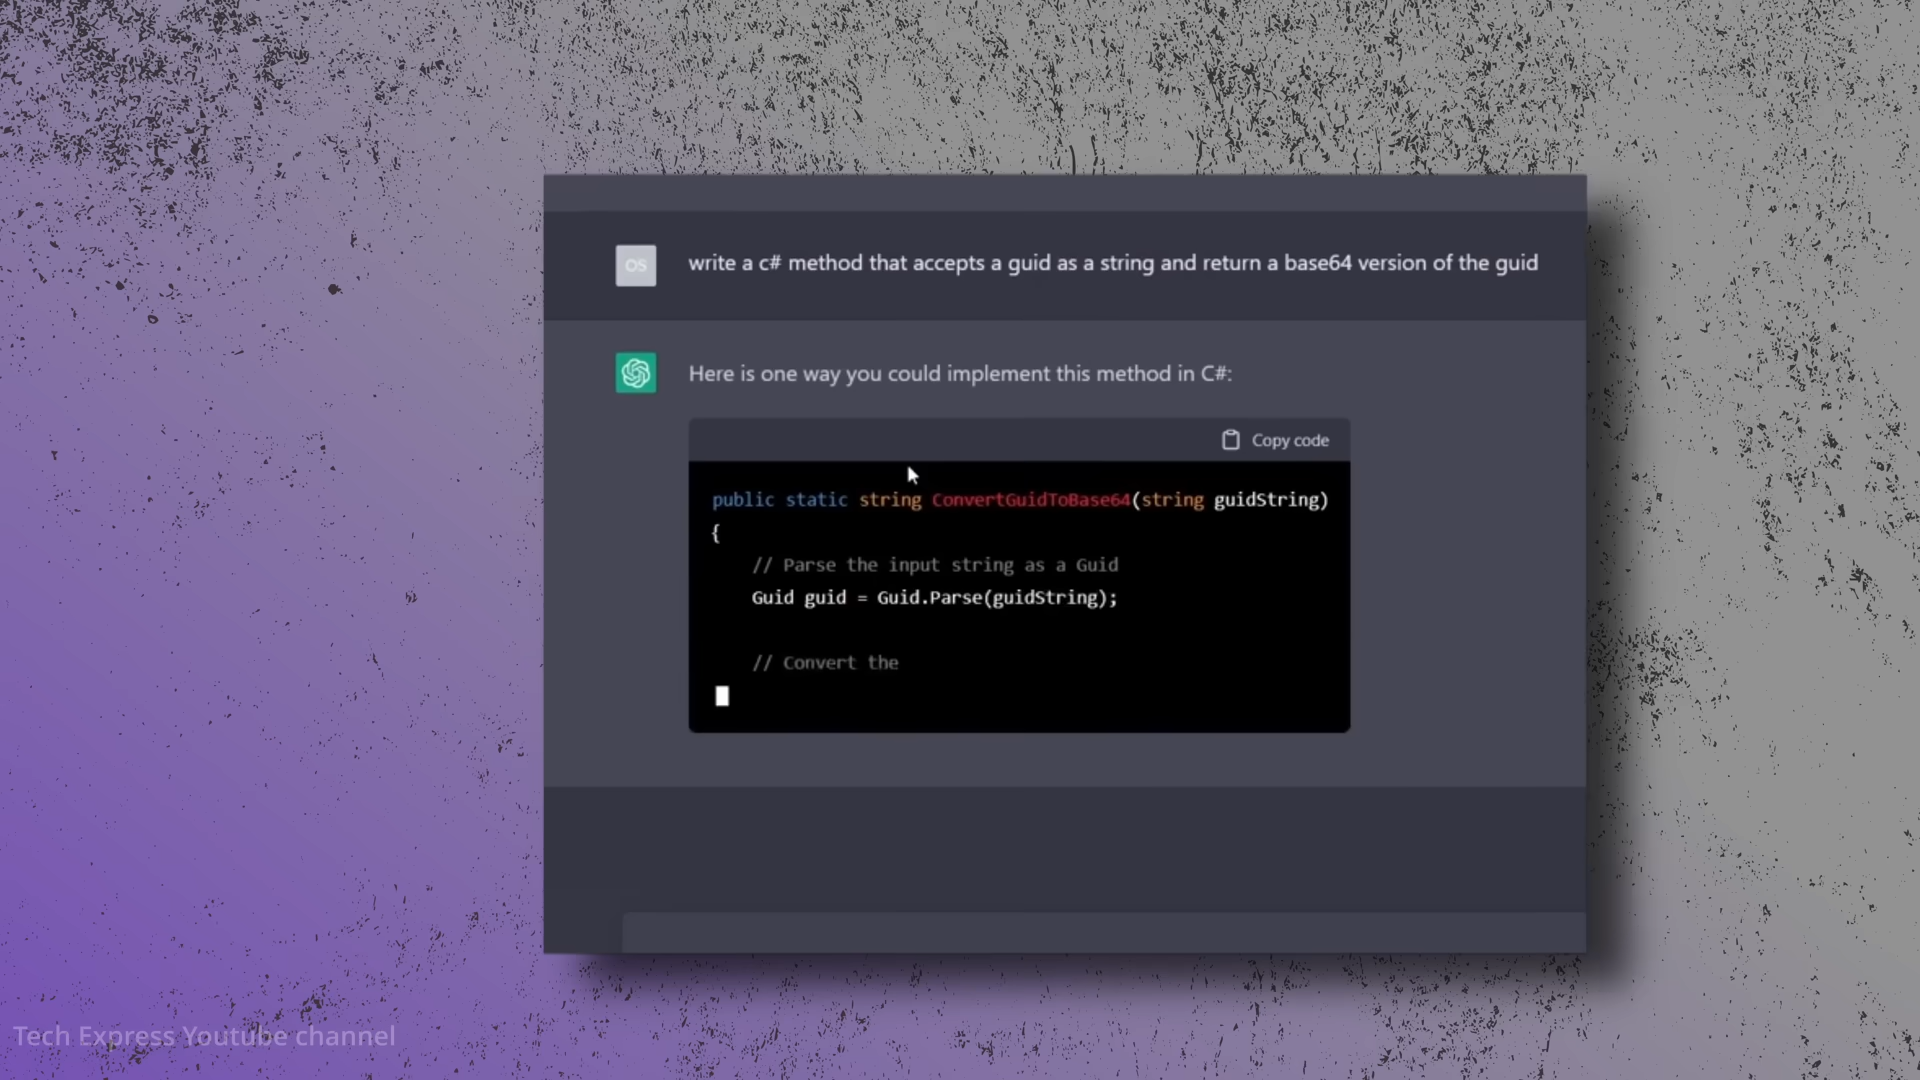 OS
write a c# method that accepts a guid as a string and return a base64 version of the guid
Here is one way you could implement this method in C#:
Copy code
public static string ConvertGuidToBase64(string guidString)
{
// Parse the input string as a Guid
Guid guid = Guid.Parse(guidString);
// Convert the
Tech Express Youtube channel